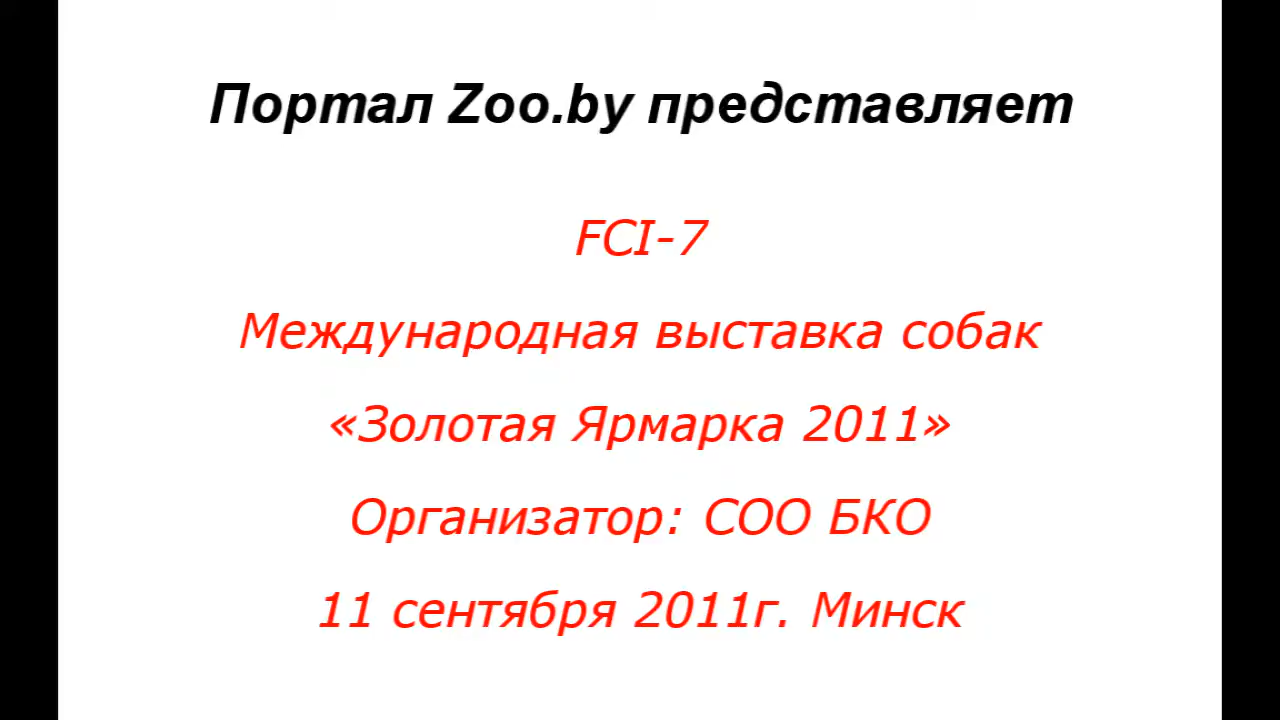 Портал Zoo.by представляет
FCI-7
Международная выставка собак
«Золотая Ярмарка 2011»
Организатор: СОО БКО
11 сентября 2011г. Минск